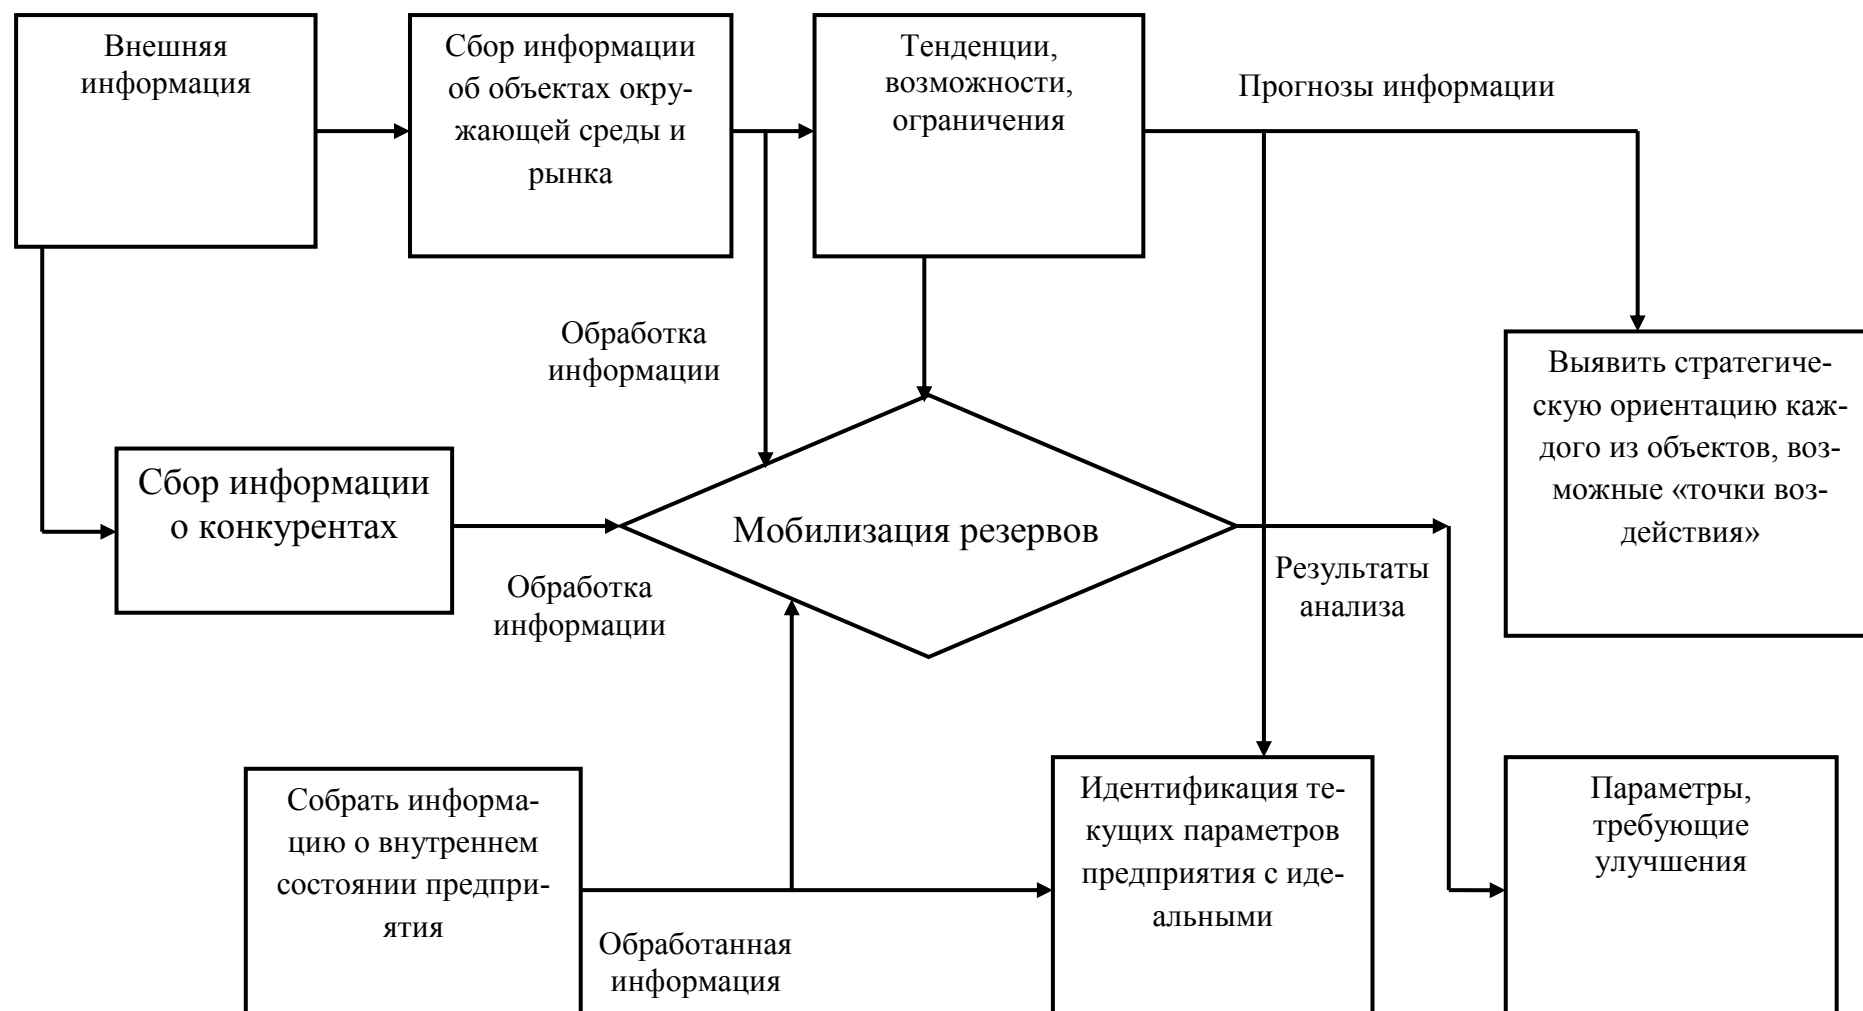 Внешняя
информация
Сбор информации
об объектах окру-
жающей среды и
рынка
Тенденции,
возможности,
ограничения
Прогнозы информации
Обработка
информации
Выявить стратегиче-
скую ориентацию каж-
дого из объектов, воз-
можные «точки воз-
действия»
Сбор информации
о конкурентах
Мобилизация резервов
Обработка
информации
Результаты
анализа
Собрать информа-
цию о внутреннем
состоянии предпри-
ятия
Обработанная
информация
Идентификация те-
кущих параметров
предприятия с иде-
альными
Параметры,
требующие
улучшения